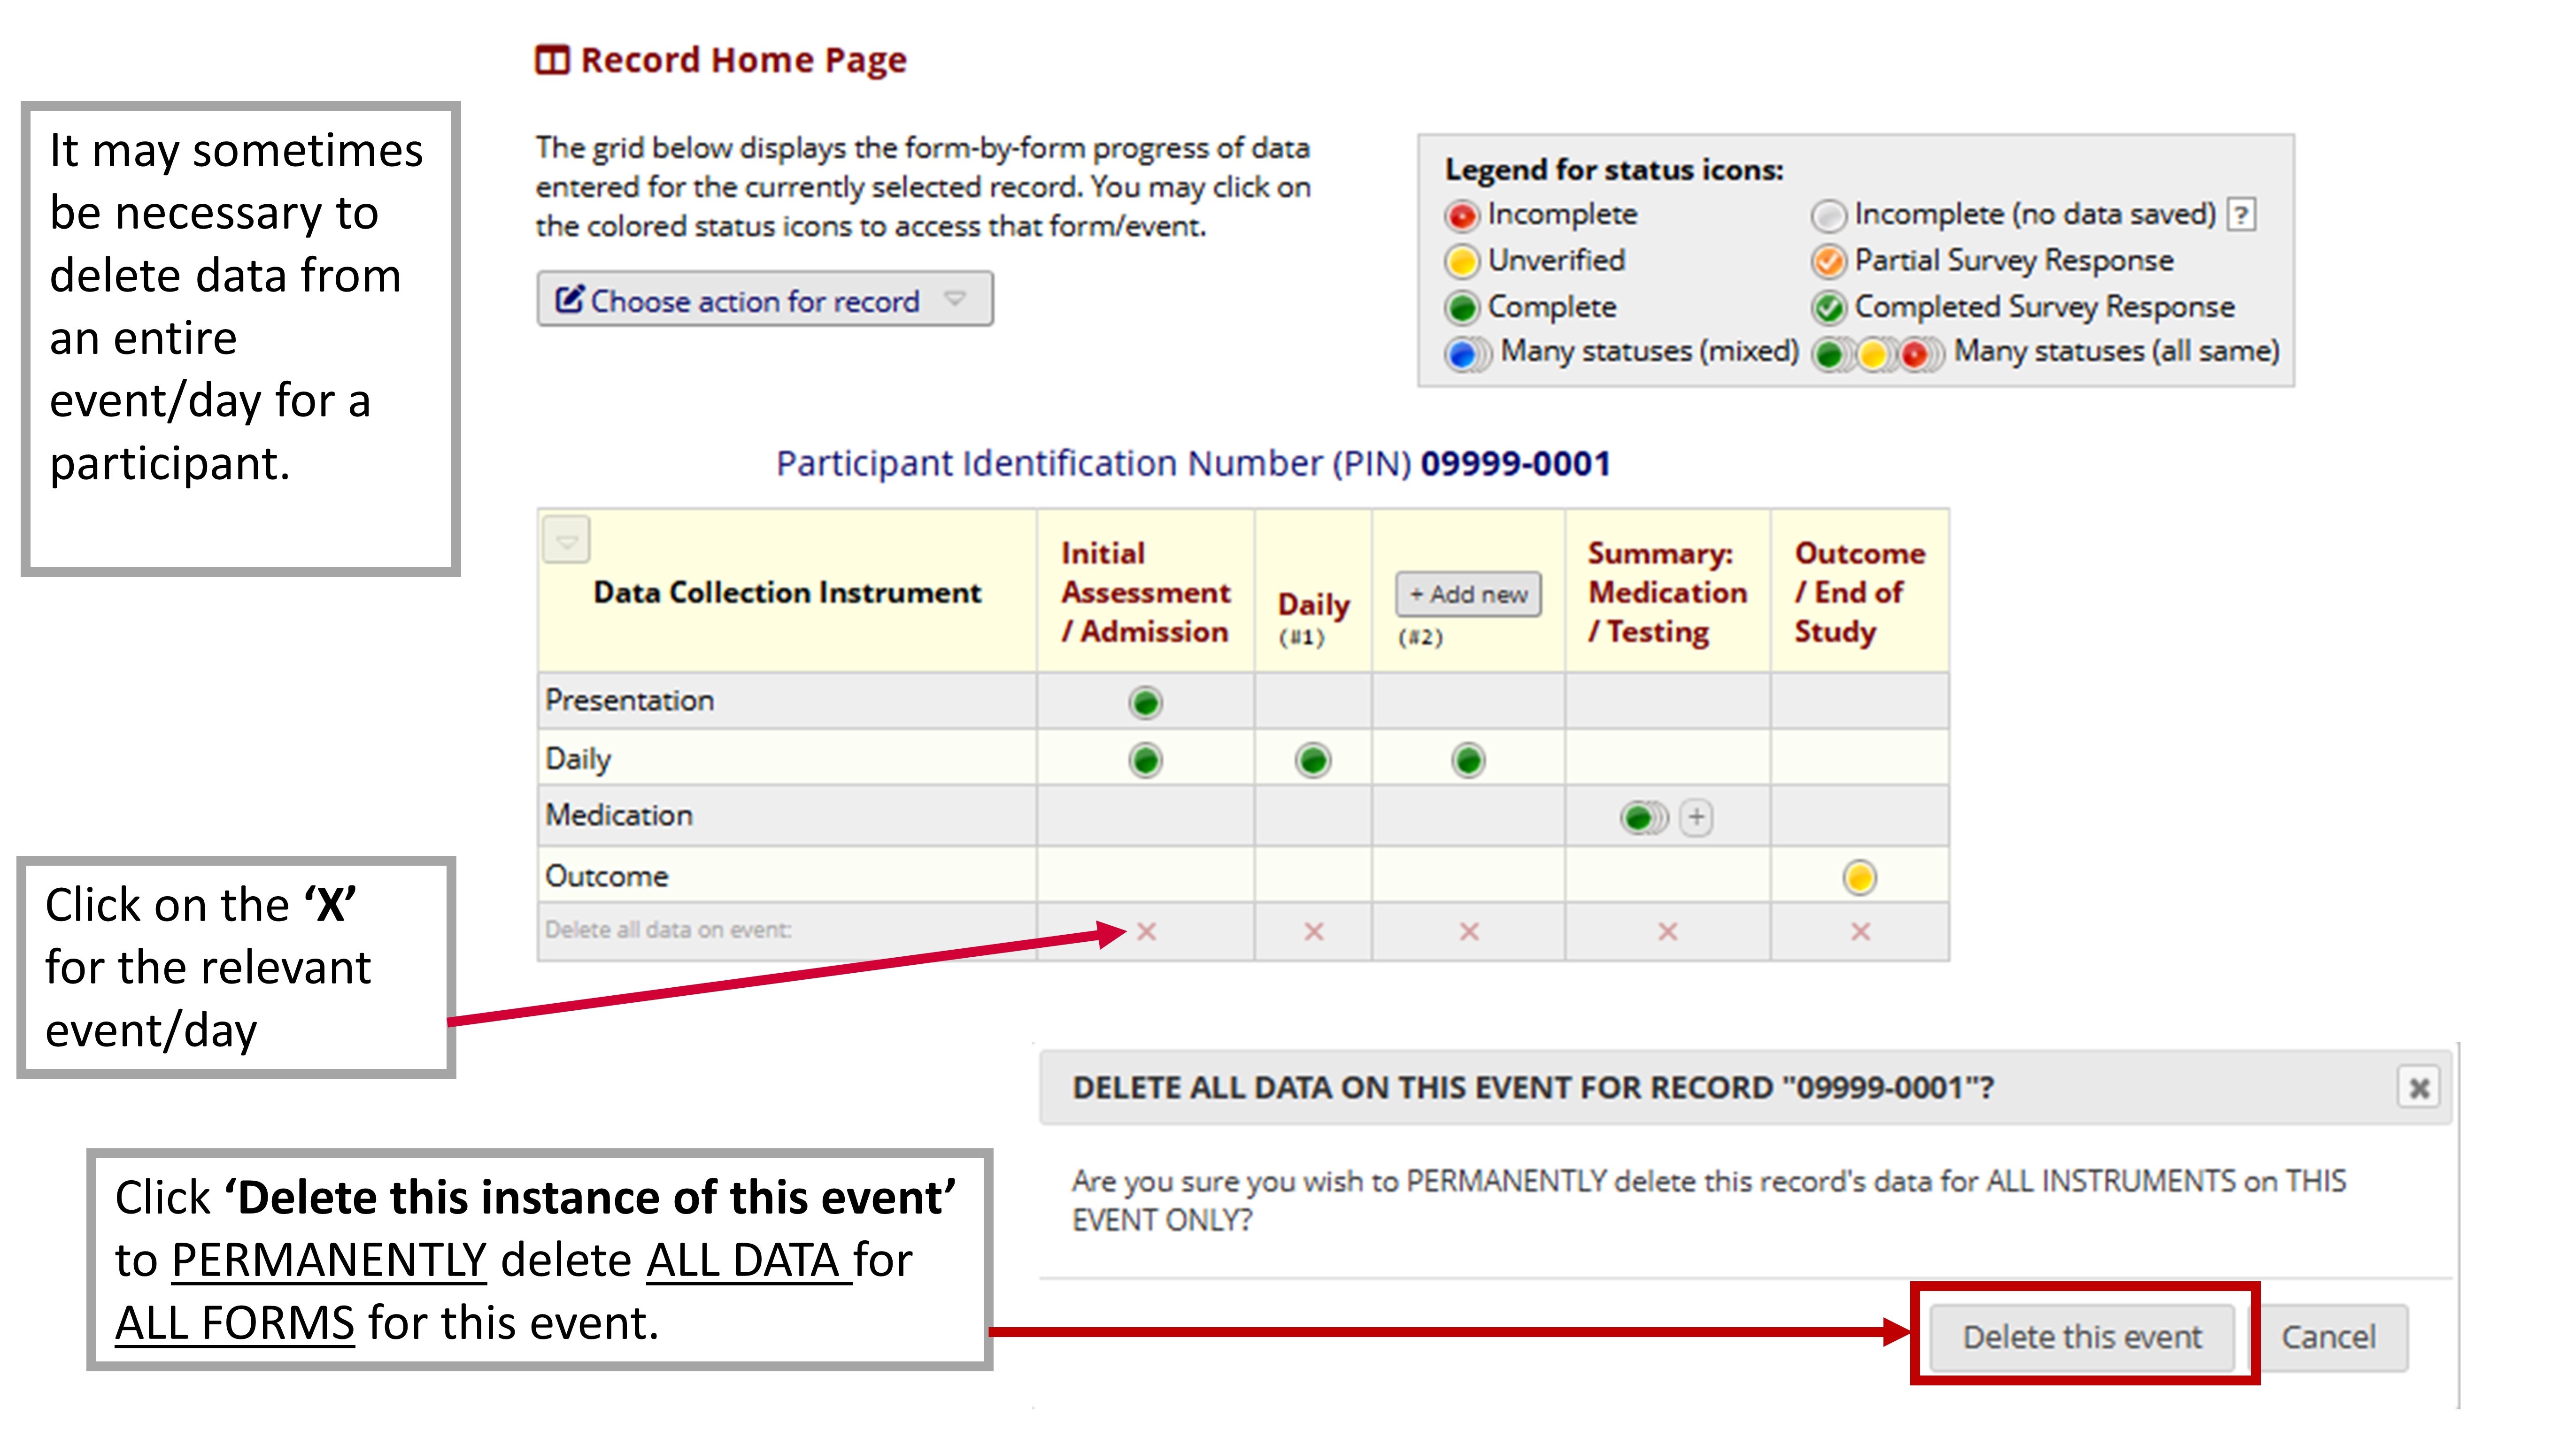 Record Home Page
It may sometimes
be necessary to
delete data from
an entire
event/day for a
participant.
The grid below displays the form-by-form progress of data
entered for the currently selected record. You may click on
the colored status icons to access that form/event.
Choose action for record
Legend for status icons:
Incomplete
Incomplete (no data saved) ?
Unverified
Partial Survey Response
Complete
Completed Survey Response
Many statuses (mixed)
Many statuses (all same)
Participant Identification Number (PIN) 09999-0001
Data Collection Instrument
Initial
Assessment
/ Admission
Daily
(#1)
+ Add new
(#2)
Summary:
Medication
/ Testing
Outcome
/ End of
Study
Presentation
Daily
Medication
+
Outcome
Delete all data on event:
Click on the ‘X’
for the relevant
event/day
DELETE ALL DATA ON THIS EVENT FOR RECORD "09999-0001"?
Are you sure you wish to PERMANENTLY delete this record's data for ALL INSTRUMENTS on THIS
EVENT ONLY?
Click ‘Delete this instance of this event’
to PERMANENTLY delete ALL DATA for
ALL FORMS for this event.
Delete this event
Cancel